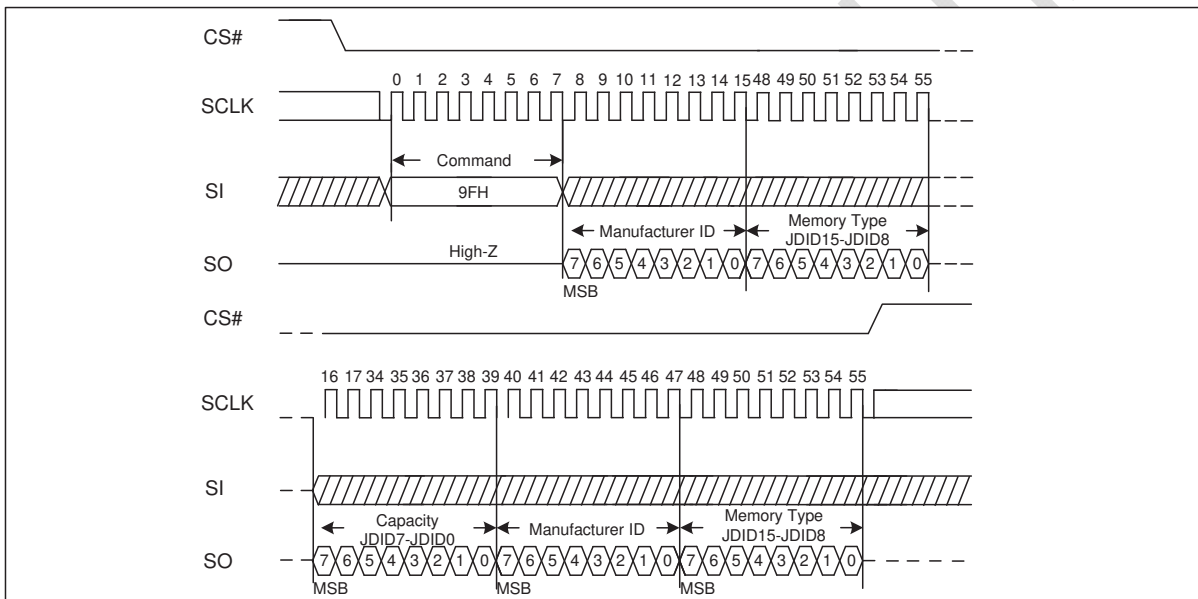 CS#
0 1 2 3 4 5 6 7 8 9 10 11 12 13 14 15 48 49 50 51 52 53 54 55
SCLK
Command
SI
9FH
Manufacturer ID
Memory Type
JDID15-JDID8
High-Z
SO
7 6 5 4 3 2 1 0 7 6 5 4 3 2 1 0
MSB
CS#
16 17 34 35 36 37 38 39 40 41 42 43 44 45 46 47 48 49 50 51 52 53 54 55
SCLK
SI
Capacity
JDID7-JDID0
Manufacturer ID
Memory Type
JDID15-JDID8
SO
7 6 5 4 3 2 1 0 7 6 5 4 3 2 1 0 7 6 5 4 3 2 1 0
MSB MSB MSB